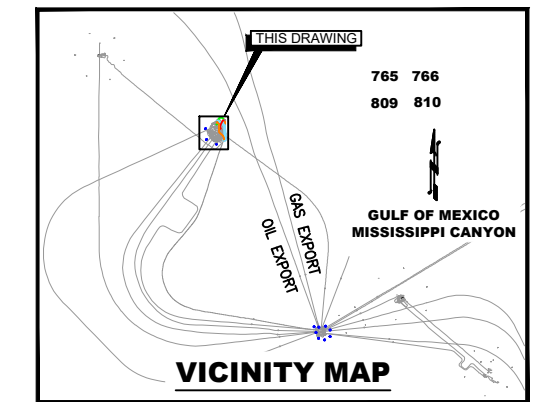 THIS DRAWING
765 766
809 810
N
GULF OF MEXICO
MISSISSIPPI CANYON
GAS EXPORT
OIL EXPORT
VICINITY MAP